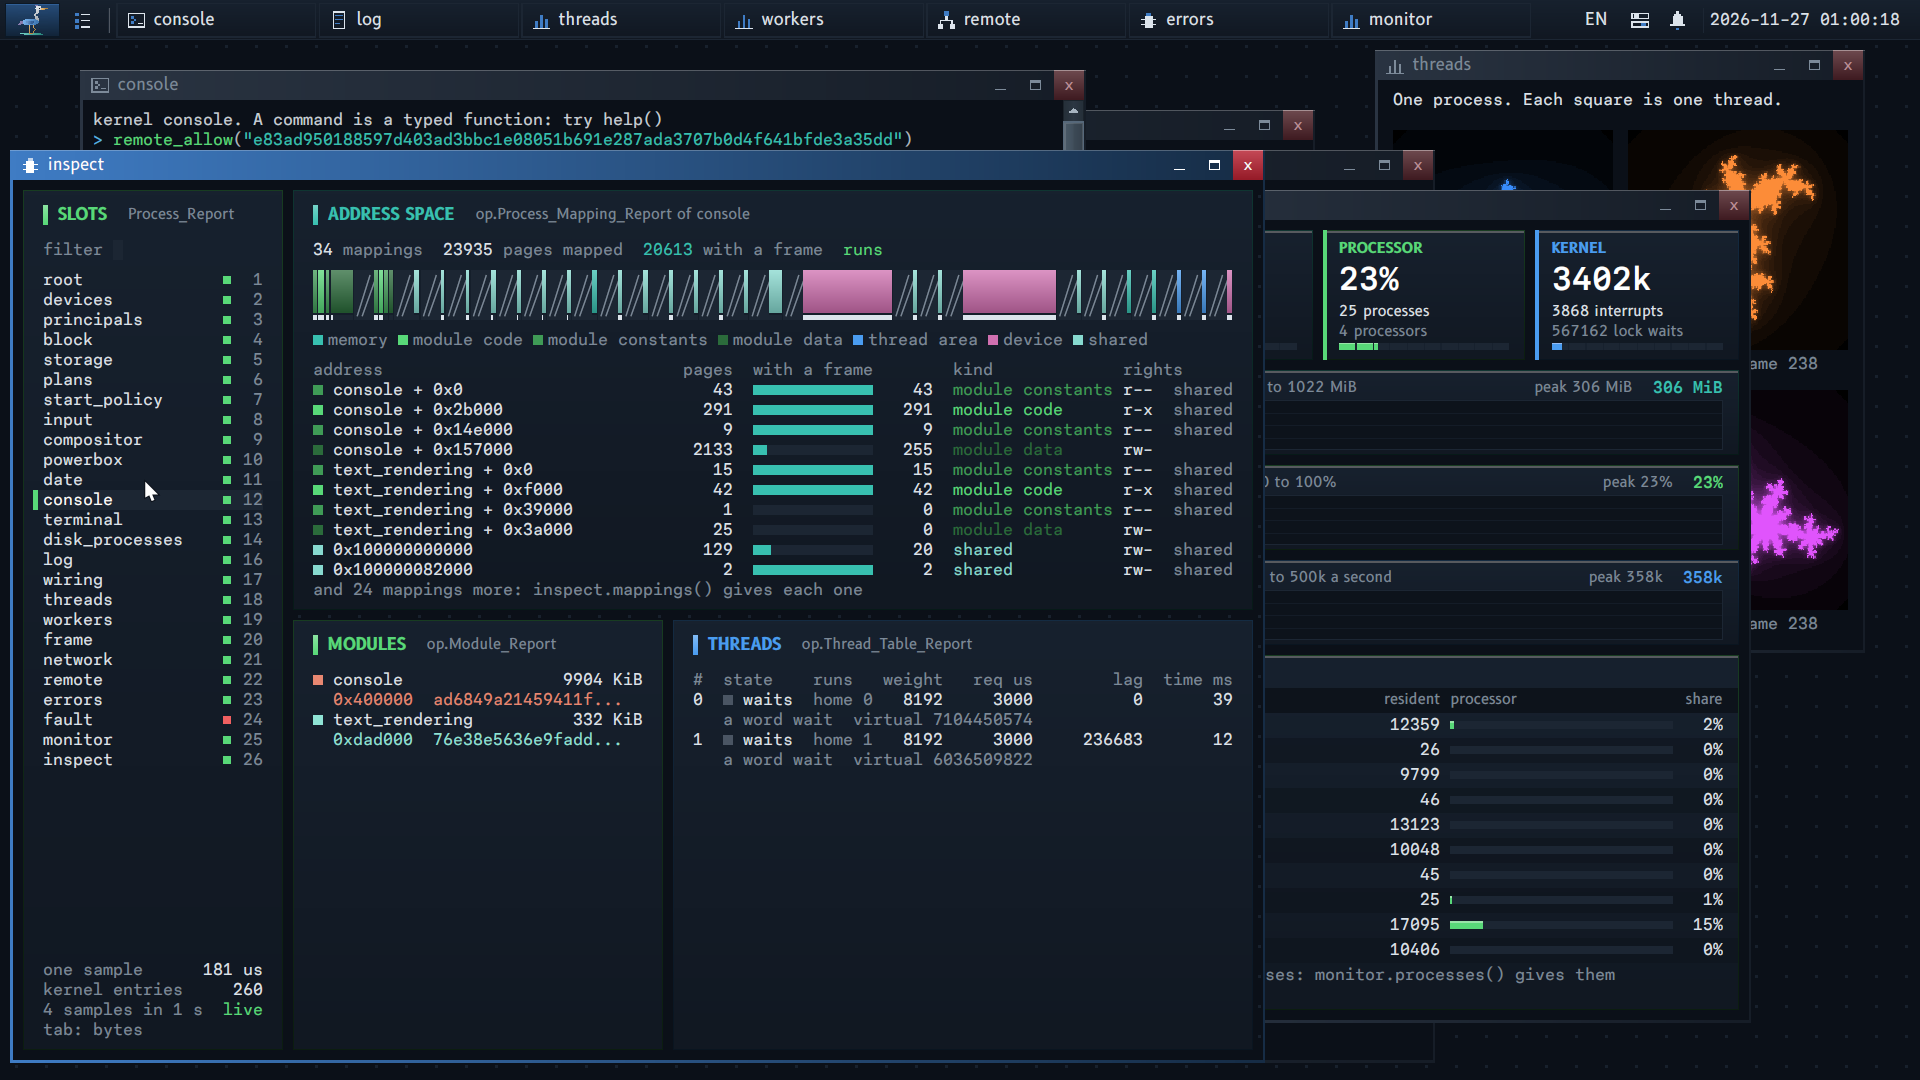 console
log
threads
workers
remote
errors
monitor
EN
2026-11-27 01:00:18
console
kernel console. A command is a typed function: try help()
> remote_allow("e83ad950188597d403ad3bbc1e08051b691e287ada3707b0d4f641bfde3a35dd")
threads
One process. Each square is one thread.
inspect
SLOTS Process_Report
filter
root 1
devices 2
principals 3
block 4
storage 5
plans 6
start_policy 7
input 8
compositor 9
powerbox 10
date 11
console 12
terminal 13
disk_processes 14
log 16
wiring 17
threads 18
workers 19
frame 20
network 21
remote 22
errors 23
fault 24
monitor 25
inspect 26
one sample 181 us
kernel entries 260
4 samples in 1 s live
tab: bytes
ADDRESS SPACE op.Process_Mapping_Report of console
34 mappings 23935 pages mapped 20613 with a frame runs
memory module code module constants module data thread area device shared
address pages with a frame kind rights
console + 0x0 43 43 module constants r-- shared
console + 0x2b000 291 291 module code r-x shared
console + 0x14e000 9 9 module constants r-- shared
console + 0x157000 2133 255 module data rw-
text_rendering + 0x0 15 15 module constants r-- shared
text_rendering + 0xf000 42 42 module code r-x shared
text_rendering + 0x39000 1 0 module constants r-- shared
text_rendering + 0x3a000 25 0 module data rw-
0x100000000000 129 20 shared rw- shared
0x100000082000 2 2 shared rw- shared
and 24 mappings more: inspect.mappings() gives each one
MODULES op.Module_Report
console 9904 KiB
0x400000 ad6849a21459411f...
text_rendering 332 KiB
0xdad000 76e38e5636e9fadd...
THREADS op.Thread_Table_Report
# state runs weight req us lag time ms
0 waits home 0 8192 3000 0 39
a word wait virtual 7104450574
1 waits home 1 8192 3000 236683 12
a word wait virtual 6036509822
PROCESSOR
23%
25 processes
4 processors
KERNEL
3402k
3868 interrupts
567162 lock waits
to 1022 MiB peak 306 MiB 306 MiB
to 100% peak 23% 23%
to 500k a second peak 358k 358k
resident processor share
12359 2%
26 0%
9799 0%
46 0%
13123 0%
10048 0%
45 0%
25 1%
17095 15%
10406 0%
ses: monitor.processes() gives them
ame 238
ame 238